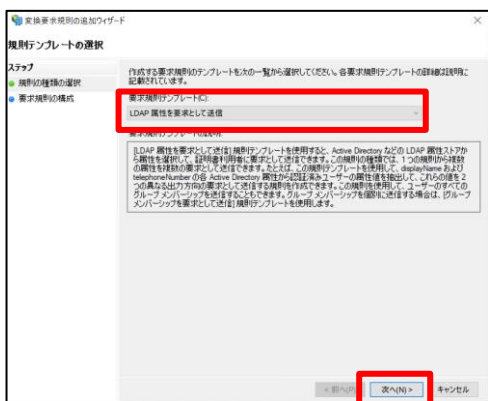 変換要求規則の追加ウィザード
規則テンプレートの選択
ステップ
規則の種類の選択
要求規則の構成
作成する要求規則のテンプレートを次の一覧から選択してください。各要求規則テンプレートの詳細は説明に
記載されています。
要求規則テンプレート(C):
LDAP 属性を要求として送信
要求規則テンプレートの説明:
[LDAP 属性を要求として送信] 規則テンプレートを使用すると、Active Directory などの LDAP 属性ストアか
ら属性を選択して、証明書利用者に要求として送信できます。この規則の種類では、1 つの規則から複数
の属性を複数の要求として送信できます。たとえば、この規則テンプレートを使用して、displayName および
telephoneNumber の各 Active Directory 属性から認証済みユーザーの属性値を抽出して、これらの値を 2
つの異なる出力方向の要求として送信する規則を作成できます。この規則を使用して、ユーザーのすべての
グループ メンバーシップを送信することもできます。グループ メンバーシップを個別に送信する場合は、[グループ
メンバーシップを要求として送信] 規則テンプレートを使用します。
< 前へ(P) 次へ(N) > キャンセル